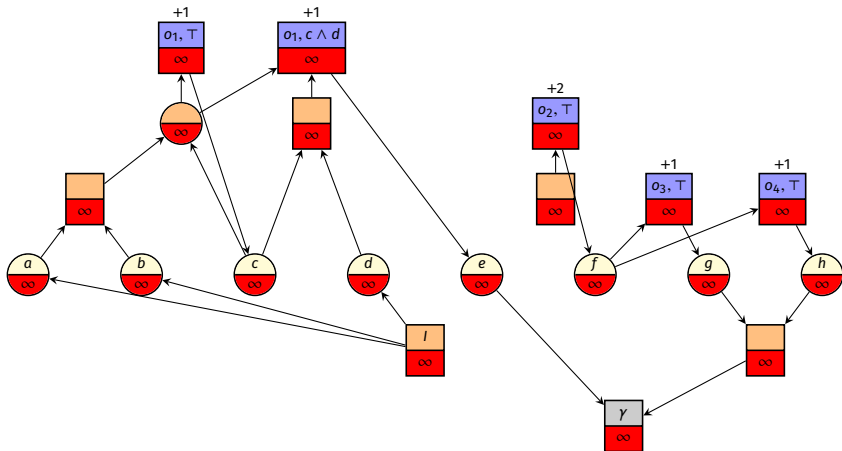 +1 +1
o₁, ⊤ o₁, c ∧ d
∞ ∞
+2
o₂, ⊤
∞ ∞ ∞
+1 +1
o₃, ⊤ o₄, ⊤
∞ ∞ ∞ ∞
a b c d e f g h
∞ ∞ ∞ ∞ ∞ ∞ ∞ ∞
I
∞ ∞
γ
∞